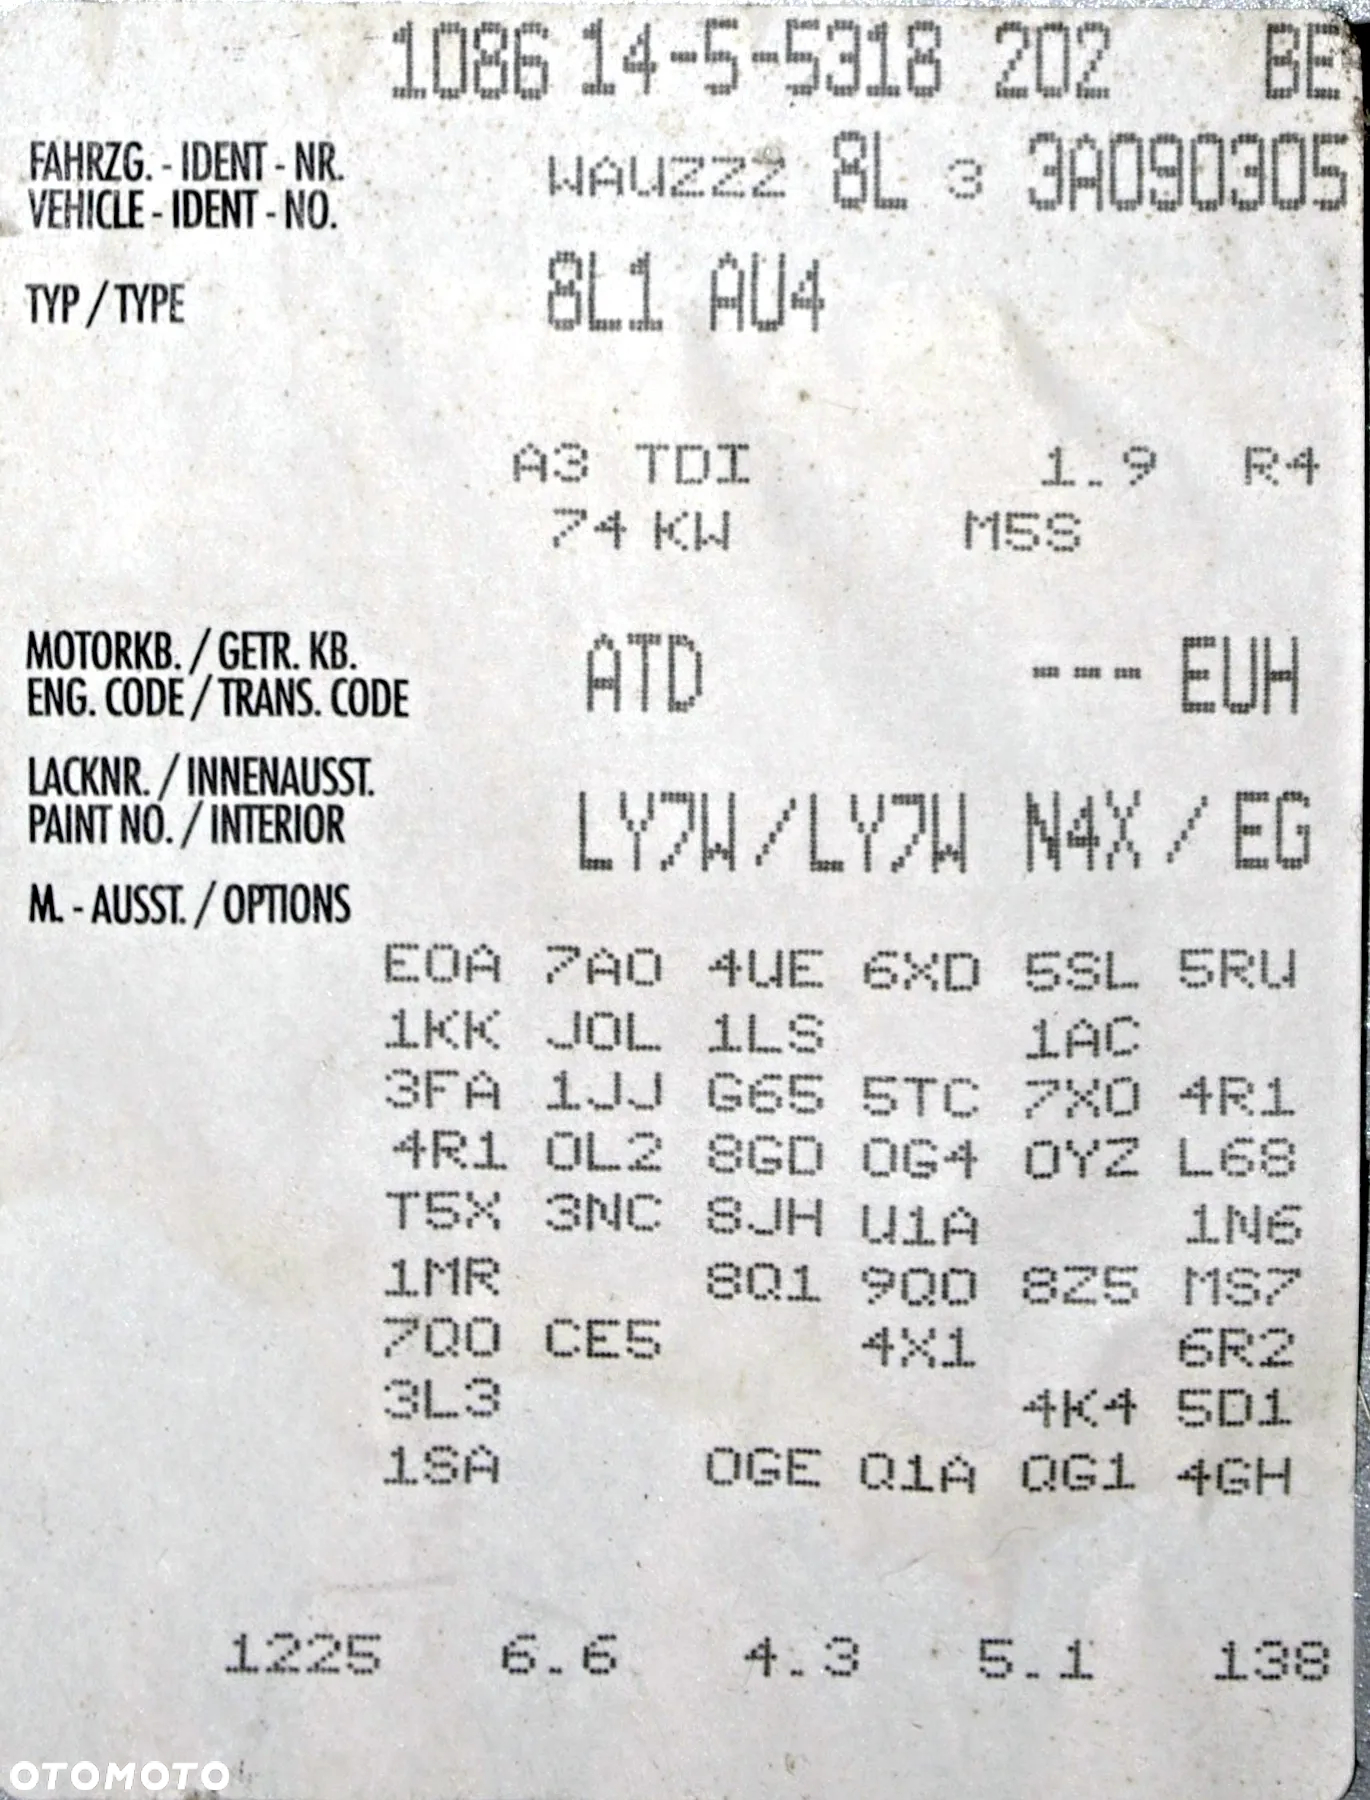 1086 14-5-5318 202 BE
FAHRZG. - IDENT - NR.
VEHICLE - IDENT - NO.
WAUZZZ 8L 3 3A090305
TYP / TYPE
8L1 AU4
A3 TDI 1.9 R4
74 KW M5S
MOTORKB. / GETR. KB.
ENG. CODE / TRANS. CODE
ATD --- EUH
LACKNR. / INNENAUSST.
PAINT NO. / INTERIOR
LY7W / LY7W N4X / EG
M. - AUSST. / OPTIONS
E0A 7A0 4UE 6XD 5SL 5RU
1KK J0L 1LS 1AC
3FA 1JJ G65 5TC 7X0 4R1
4R1 0L2 8GD 0G4 0YZ L68
T5X 3NC 8JH U1A 1N6
1MR 8Q1 9Q0 8Z5 MS7
7Q0 CE5 4X1 6R2
3L3 4K4 5D1
1SA 0GE Q1A QG1 4GH
1225 6.6 4.3 5.1 138
OTOMOTO